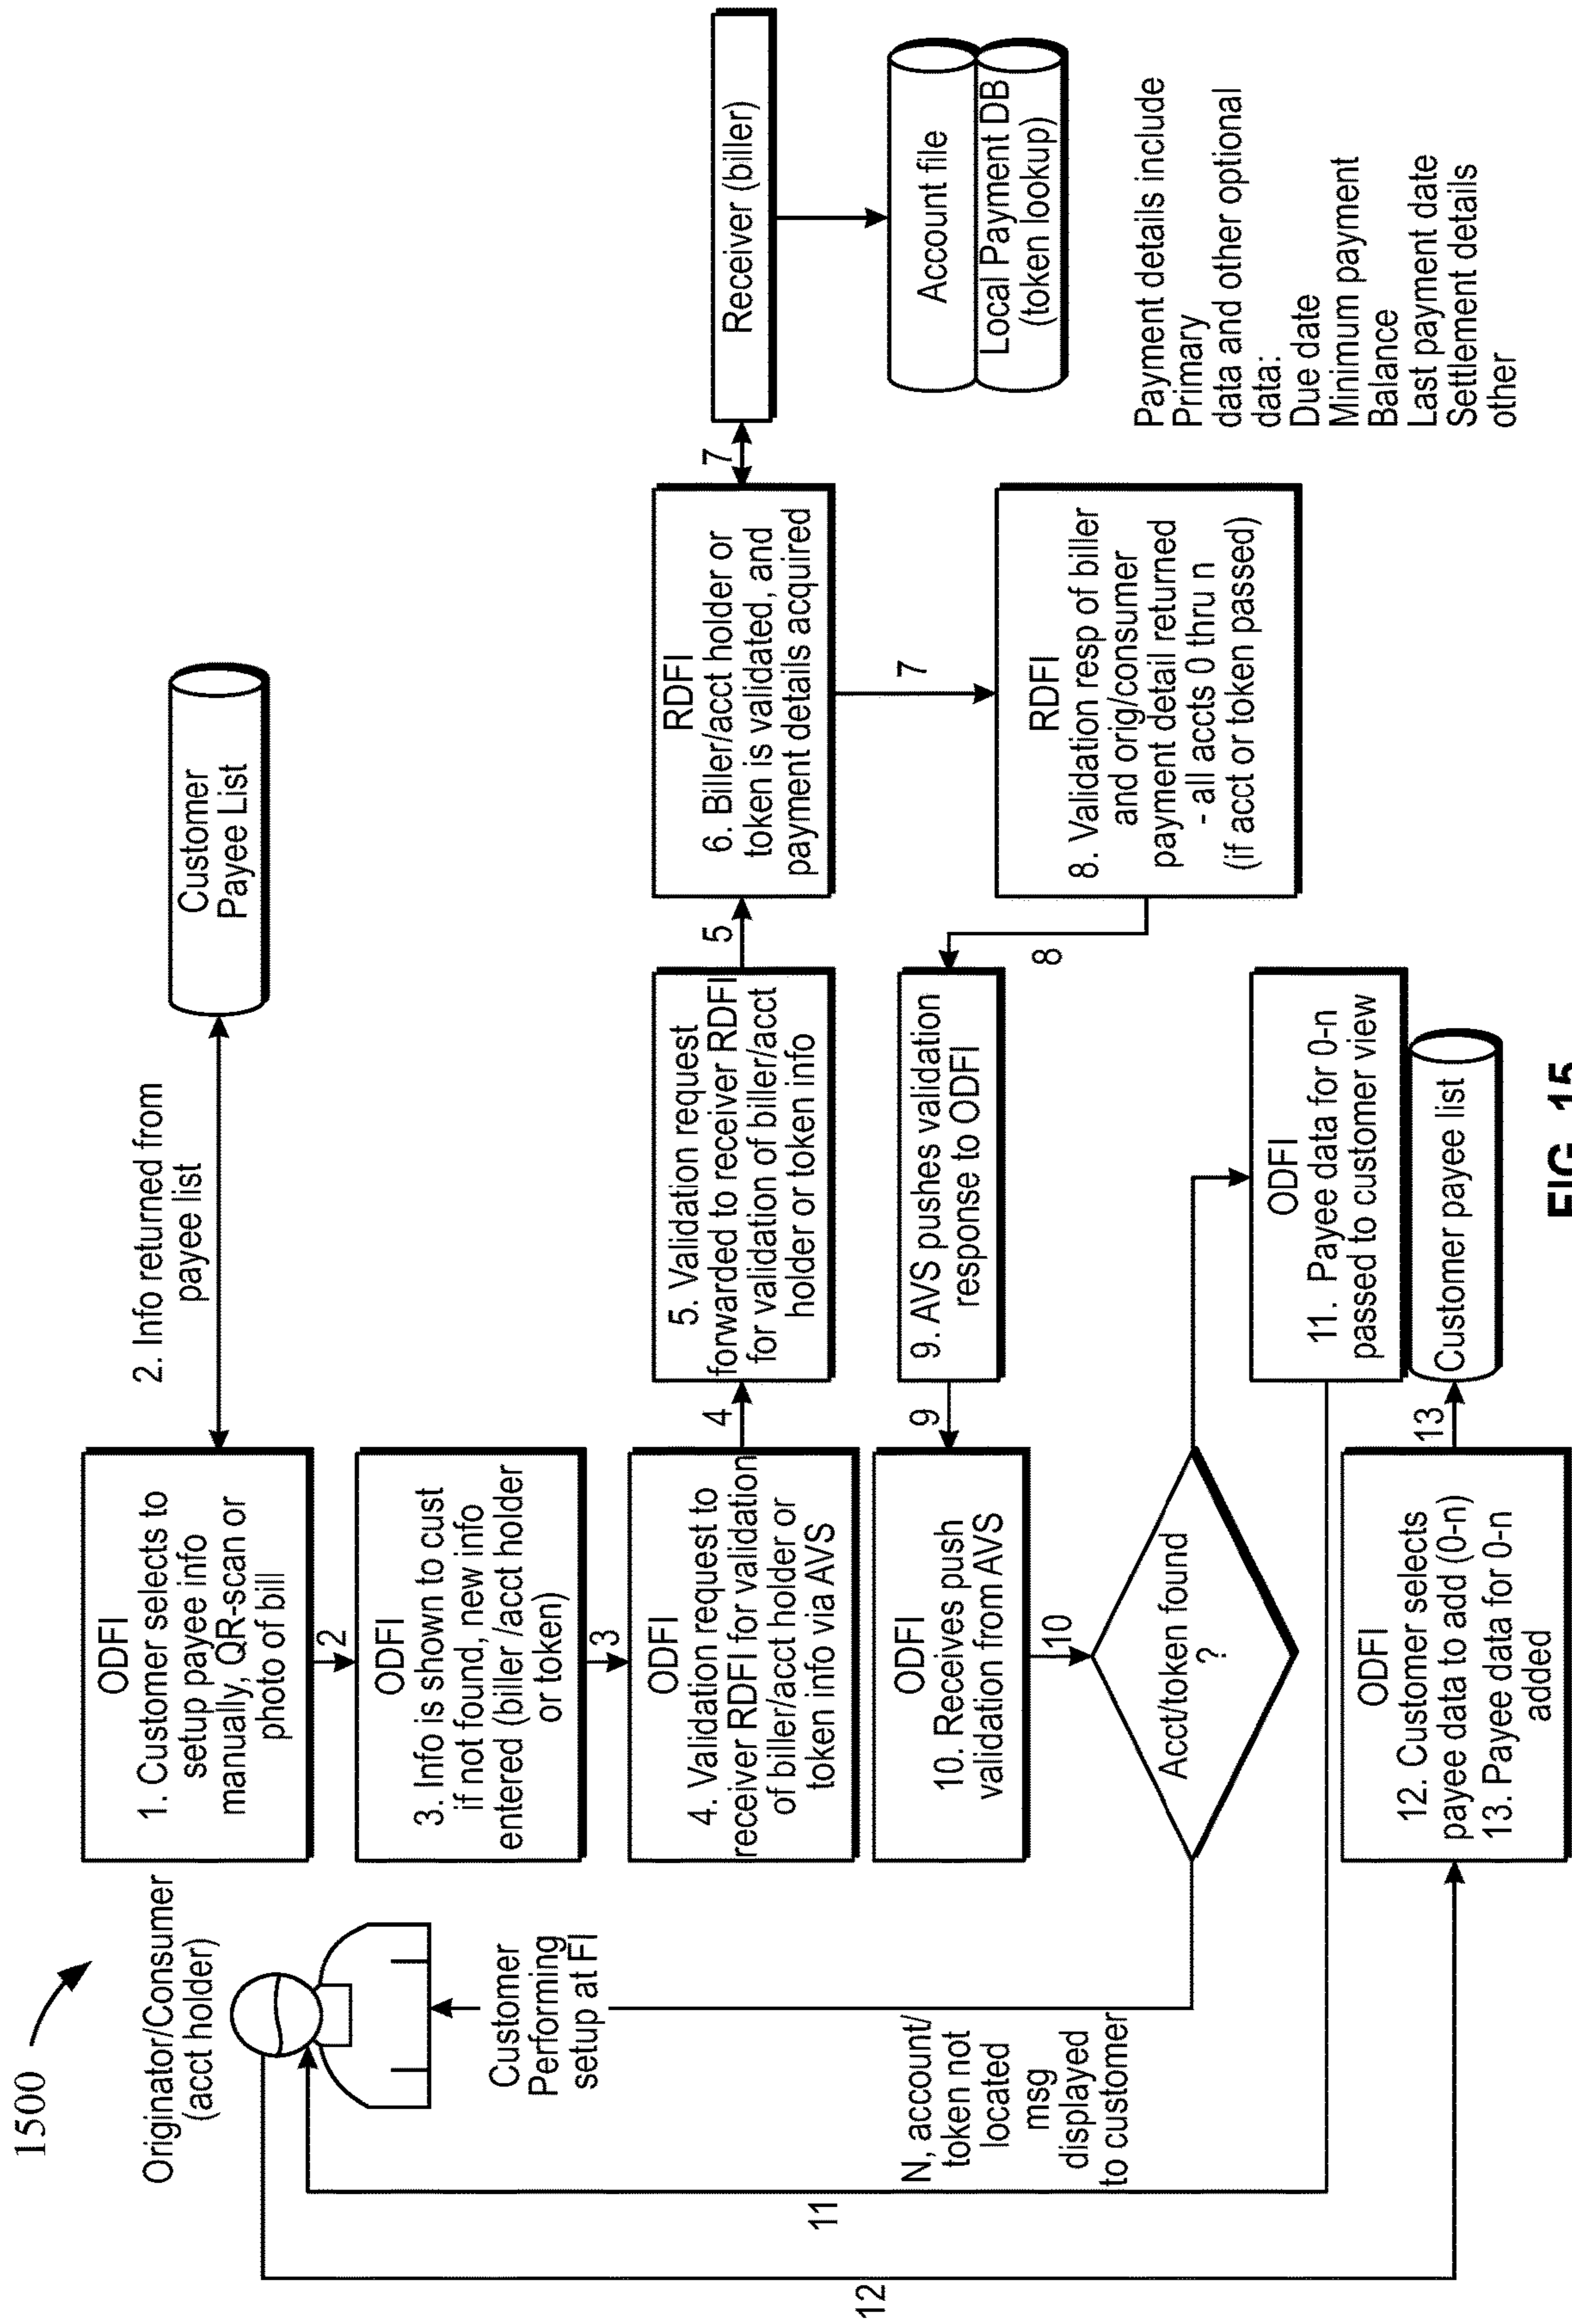 1500
Originator/Consumer
(acct holder)
Customer
Performing
setup at FI
ODFI
1. Customer selects to
setup payee info
manually, QR-scan or
photo of bill
2. Info returned from
payee list
Customer
Payee List
2
ODFI
3. Info is shown to cust
if not found, new info
entered (biller /acct holder
or token)
3
ODFI
4. Validation request to
receiver RDFI for validation
of biller/acct holder or
token info via AVS
4
5. Validation request
forwarded to receiver RDFI
for validation of biller/acct
holder or token info
5
RDFI
6. Biller/acct holder or
token is validated, and
payment details acquired
7
Receiver (biller)
Account file
Local Payment DB
(token lookup)
7
RDFI
8. Validation resp of biller
and orig/consumer
payment detail returned
- all accts 0 thru n
(if acct or token passed)
8
9. AVS pushes validation
response to ODFI
9
ODFI
10. Receives push
validation from AVS
10
Acct/token found
?
N, account/
token not
located
msg
displayed
to customer
ODFI
11. Payee data for 0-n
passed to customer view
11
12
ODFI
12. Customer selects
payee data to add (0-n)
13. Payee data for 0-n
added
13
Customer payee list
Payment details include
Primary
data and other optional
data:
Due date
Minimum payment
Balance
Last payment date
Settlement details
other
FIG. 15